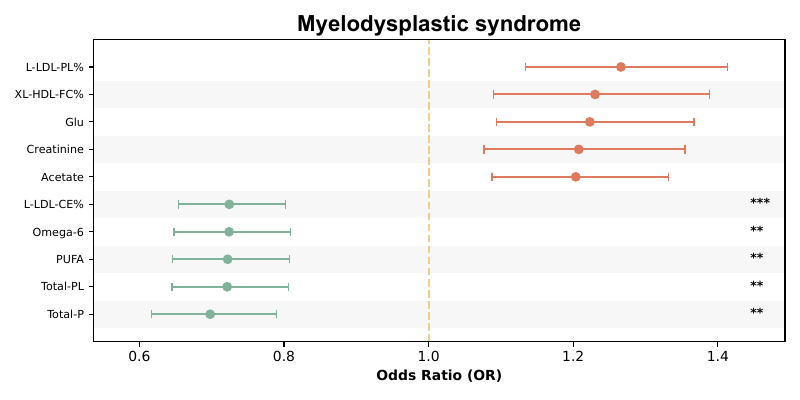 Myelodysplastic syndrome
L-LDL-PL%
XL-HDL-FC%
Glu
Creatinine
Acetate
L-LDL-CE% ***
Omega-6 **
PUFA **
Total-PL **
Total-P **
0.6 0.8 1.0 1.2 1.4
Odds Ratio (OR)